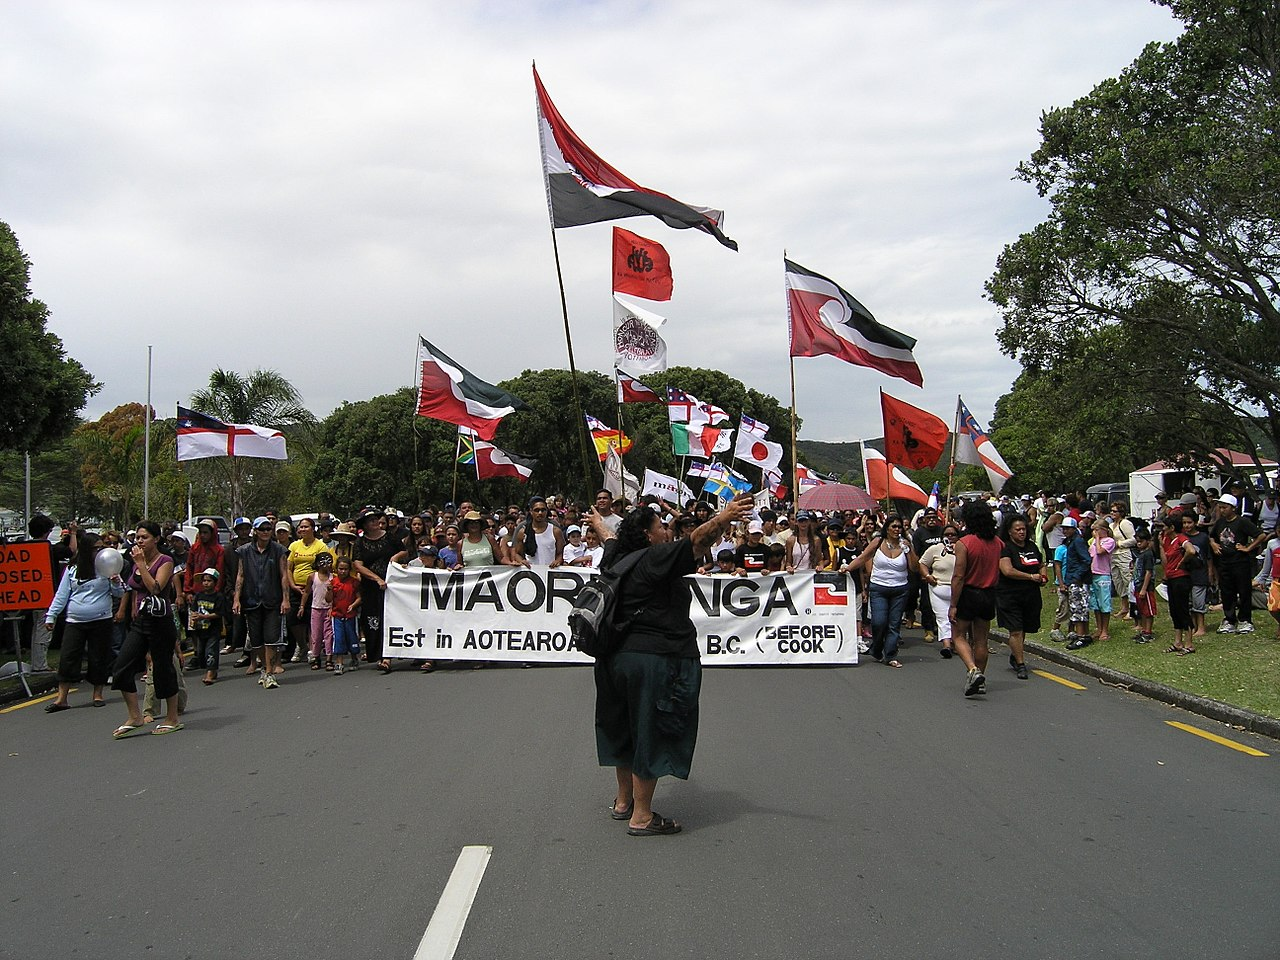 OAD
OSED
HEAD
MAOR NGA
Est in AOTEAROA B.C. (BEFORE COOK)